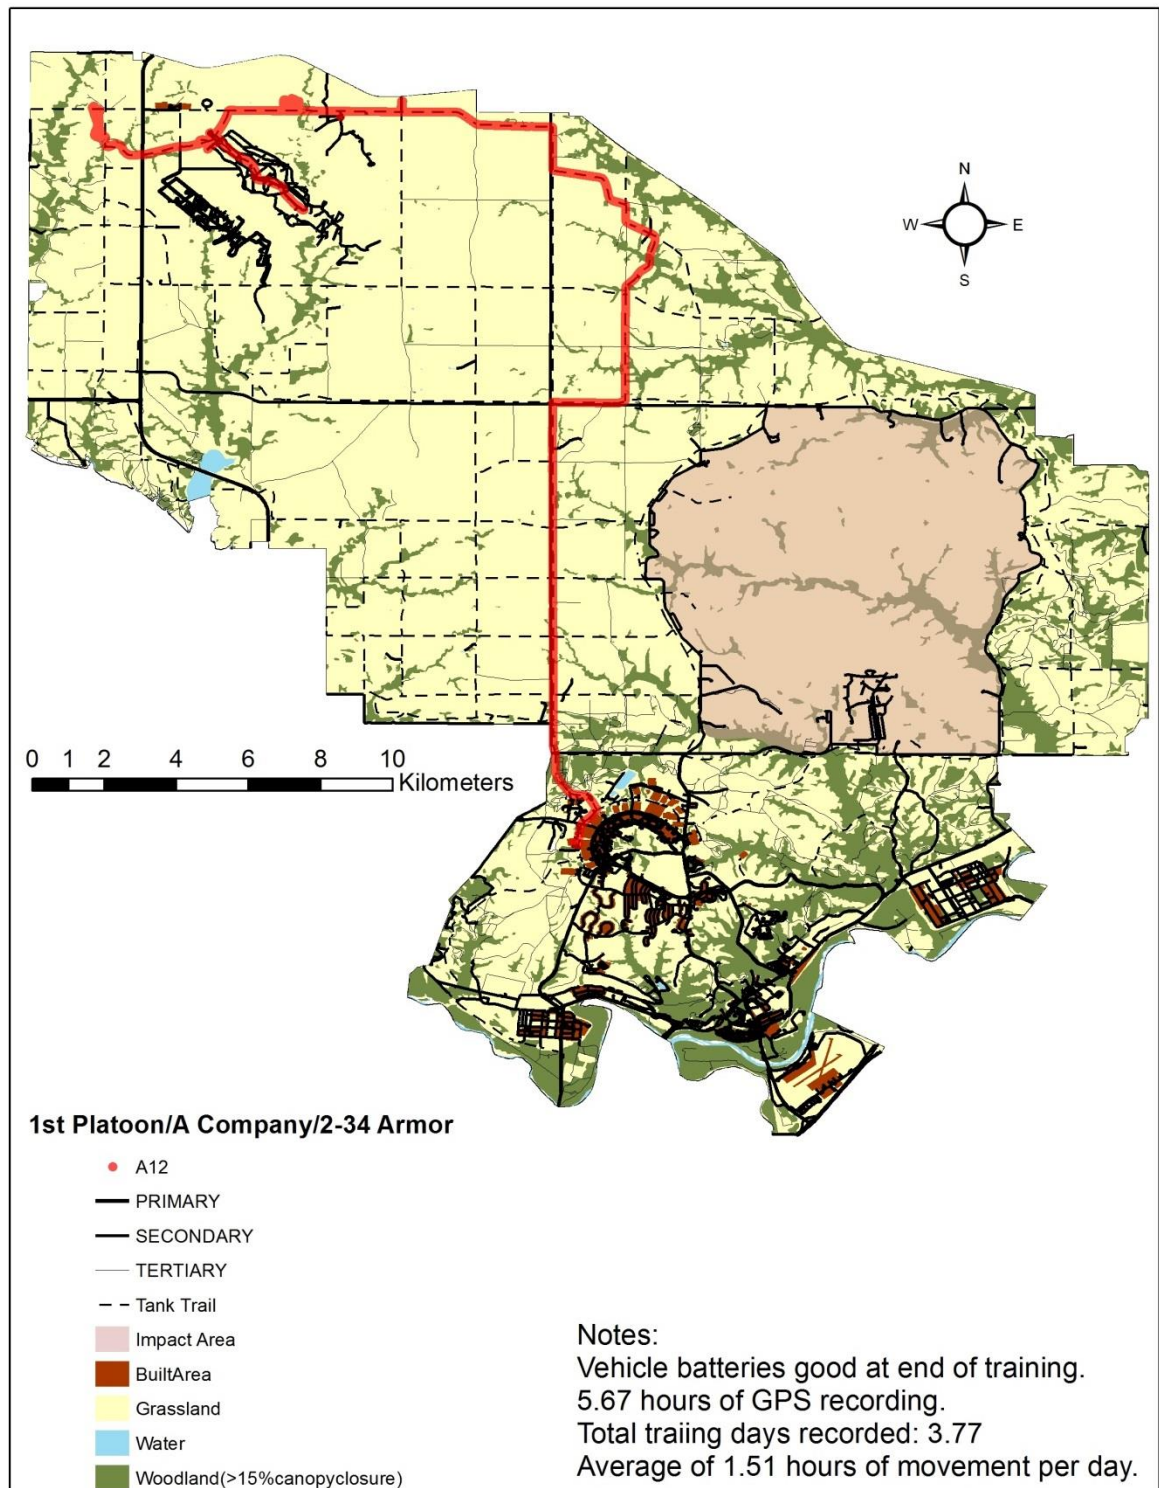 N
W E
S
0 1 2 4 6 8 10
Kilometers
1st Platoon/A Company/2-34 Armor
A12
PRIMARY
SECONDARY
TERTIARY
Tank Trail
Impact Area
BuiltArea
Grassland
Water
Woodland(>15%canopyclosure)
Notes:
Vehicle batteries good at end of training.
5.67 hours of GPS recording.
Total traiing days recorded: 3.77
Average of 1.51 hours of movement per day.